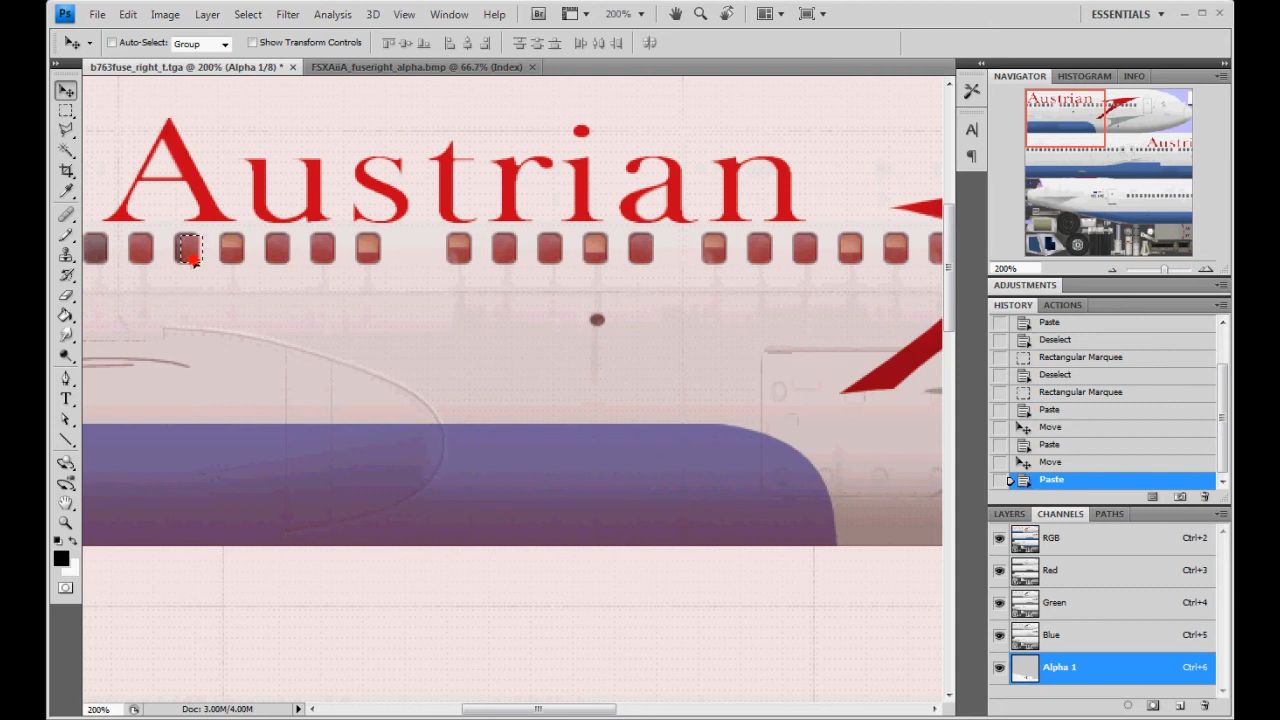 Ps File Edit Image Layer Select Filter Analysis 3D View Window Help Br 200% ESSENTIALS
Auto-Select: Group Show Transform Controls
b763fuse_right_t.tga @ 200% (Alpha 1/8) * × FSXAiiA_fuseright_alpha.bmp @ 66.7% (Index) ×
NAVIGATOR HISTOGRAM INFO
Austrian
A
T
200%
ADJUSTMENTS
HISTORY ACTIONS
Paste
Deselect
Rectangular Marquee
Deselect
Rectangular Marquee
Paste
Move
Paste
Move
Paste
LAYERS CHANNELS PATHS
RGB Ctrl+2
Red Ctrl+3
Green Ctrl+4
Blue Ctrl+5
Alpha 1 Ctrl+6
200% Doc: 3.00M/4.00M